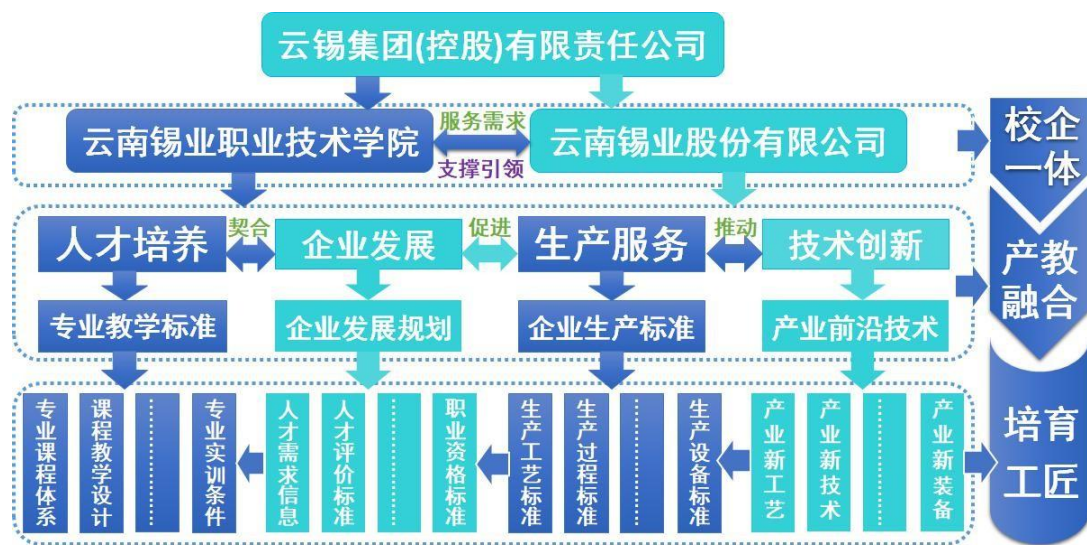 云锡集团(控股)有限责任公司
云南锡业职业技术学院
服务需求
支撑引领
云南锡业股份有限公司
校企
一体
人才培养
契合
企业发展
促进
生产服务
推动
技术创新
产教
融合
专业教学标准
企业发展规划
企业生产标准
产业前沿技术
专业课程体系
课程教学设计
………
专业实训条件
人才需求信息
人才评价标准
………
职业资格标准
生产工艺标准
生产过程标准
………
生产设备标准
产业新工艺
产业新技术
………
产业新装备
培育
工匠